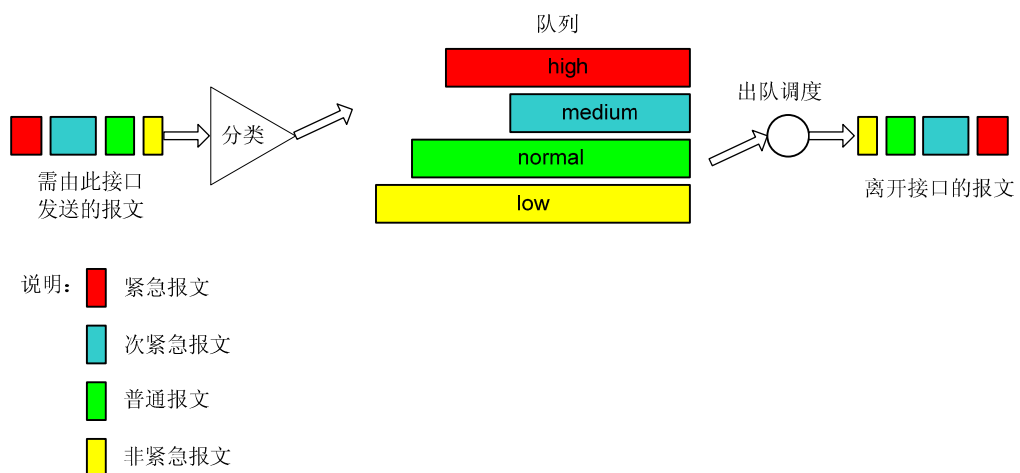 队列
high
medium
normal
low
分类
出队调度
需由此接口
发送的报文
离开接口的报文
说明：
紧急报文
次紧急报文
普通报文
非紧急报文